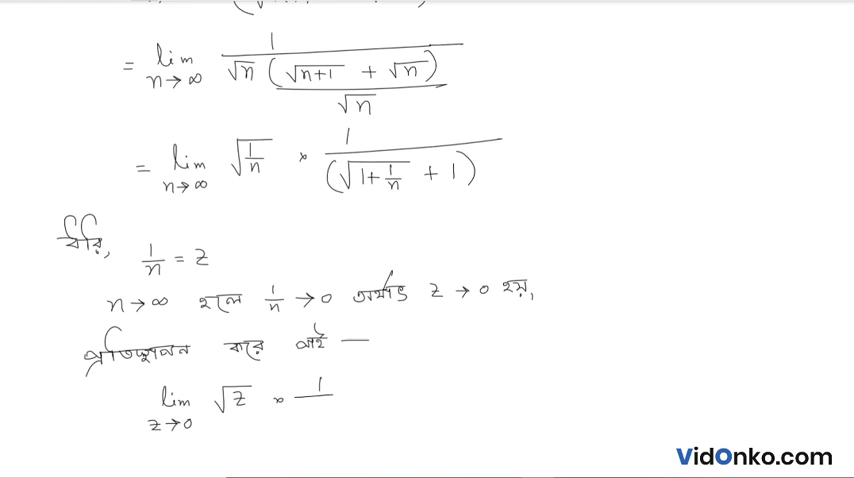 = lim n→∞ 1 / (√n (√n+1 + √n) / √n)
= lim n→∞ √(1/n) × 1 / (√(1+1/n) + 1)
ধরি,
1/n = z
n→∞ হলে 1/n →0 অর্থাৎ z →0 হয়,
প্রতিস্থাপন করে পাই —
lim z→0 √z × 1
VidOnko.com